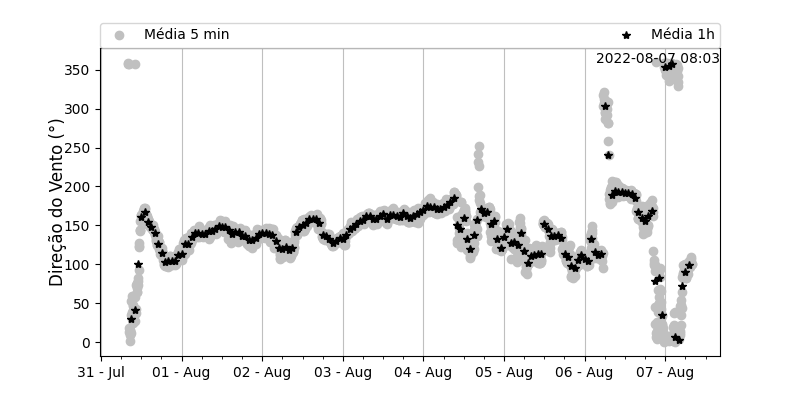 Média 5 min
Média 1h
2022-08-07 08:03
Direção do Vento (°)
350
300
250
200
150
100
50
0
31 - Jul
01 - Aug
02 - Aug
03 - Aug
04 - Aug
05 - Aug
06 - Aug
07 - Aug